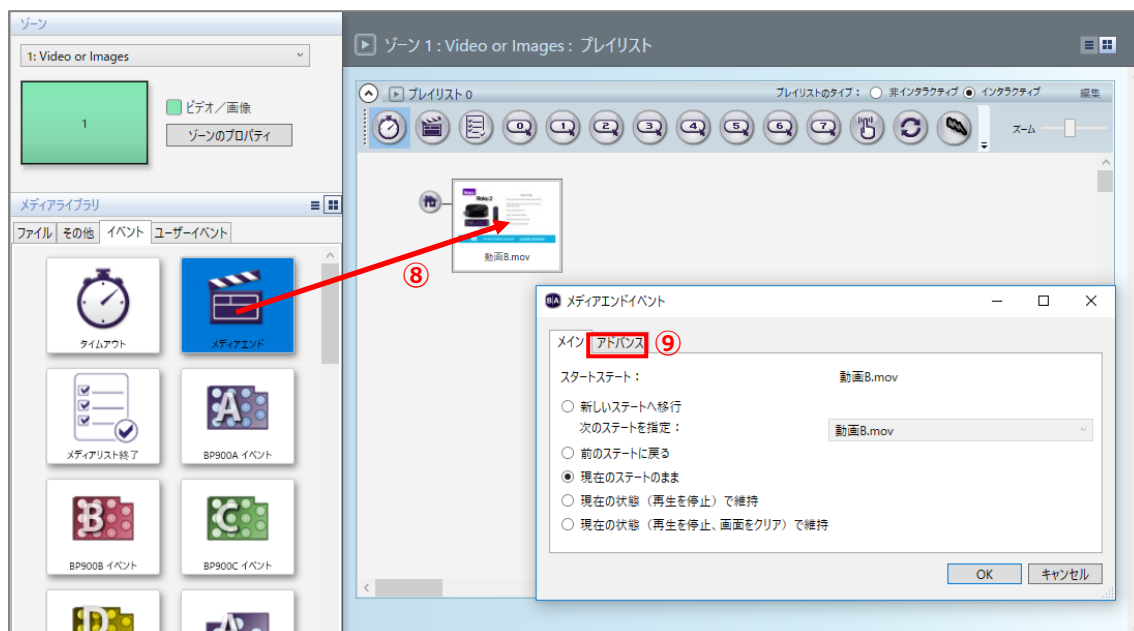 ゾーン
1: Video or Images
1
ビデオ／画像
ゾーンのプロパティ
メディアライブラリ
ファイル その他 イベント ユーザーイベント
タイムアウト
メディアエンド
メディアリスト終了
BP900A イベント
BP900B イベント
BP900C イベント
D
ゾーン 1 : Video or Images : プレイリスト
プレイリスト 0
プレイリストのタイプ： 非インタラクティブ インタラクティブ 編集
0 1 2 3 4 5 6 7
ズーム
Roku 2
動画B.mov
⑧
BA メディアエンドイベント
メイン アドバンス ⑨
スタートステート： 動画B.mov
新しいステートへ移行
次のステートを指定： 動画B.mov
前のステートに戻る
現在のステートのまま
現在の状態（再生を停止）で維持
現在の状態（再生を停止、画面をクリア）で維持
OK キャンセル